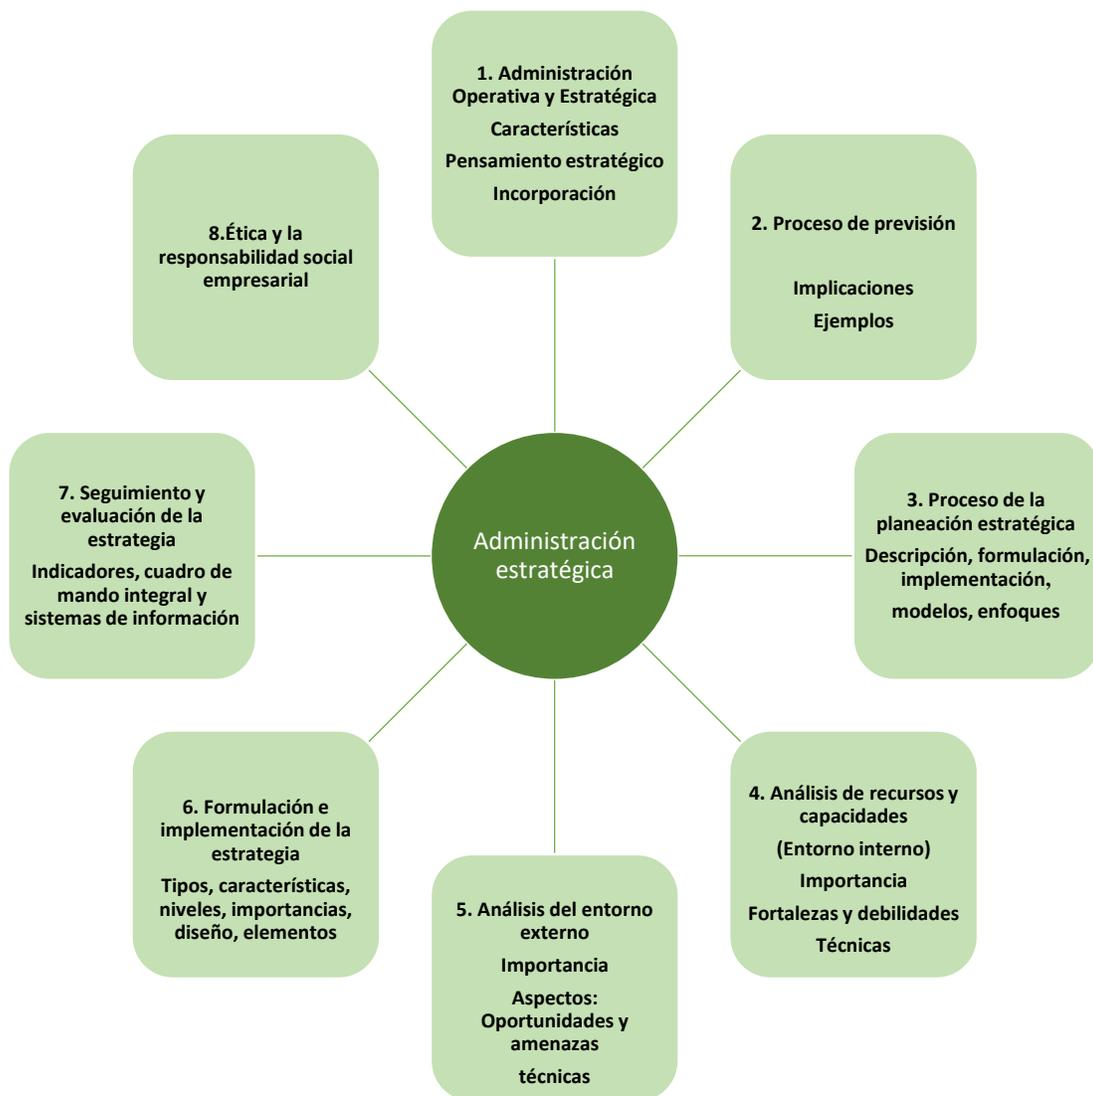 1. Administración
Operativa y Estratégica
Características
Pensamiento estratégico
Incorporación
2. Proceso de previsión
Implicaciones
Ejemplos
3. Proceso de la
planeación estratégica
Descripción, formulación,
implementación,
modelos, enfoques
4. Análisis de recursos y
capacidades
(Entorno interno)
Importancia
Fortalezas y debilidades
Técnicas
5. Análisis del entorno
externo
Importancia
Aspectos:
Oportunidades y
amenazas
técnicas
6. Formulación e
implementación de la
estrategia
Tipos, características,
niveles, importancias,
diseño, elementos
7. Seguimiento y
evaluación de la
estrategia
Indicadores, cuadro de
mando integral y
sistemas de información
8.Ética y la
responsabilidad social
empresarial
Administración
estratégica